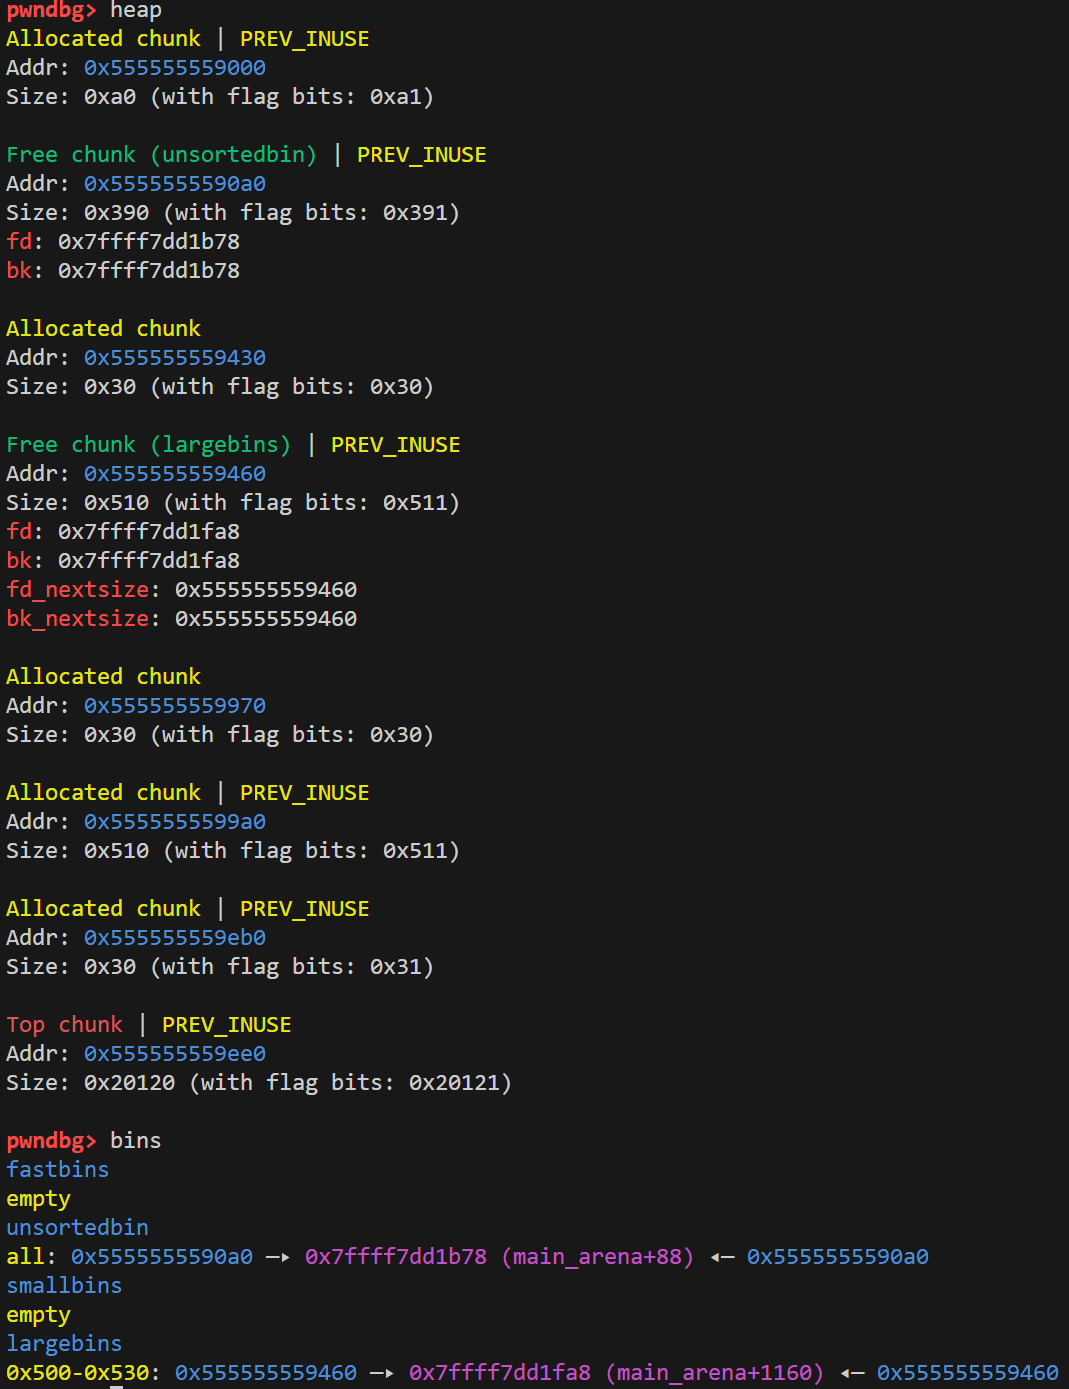 pwndbg> heap
Allocated chunk | PREV_INUSE
Addr: 0x555555559000
Size: 0xa0 (with flag bits: 0xa1)
Free chunk (unsortedbin) | PREV_INUSE
Addr: 0x5555555590a0
Size: 0x390 (with flag bits: 0x391)
fd: 0x7ffff7dd1b78
bk: 0x7ffff7dd1b78
Allocated chunk
Addr: 0x555555559430
Size: 0x30 (with flag bits: 0x30)
Free chunk (largebins) | PREV_INUSE
Addr: 0x555555559460
Size: 0x510 (with flag bits: 0x511)
fd: 0x7ffff7dd1fa8
bk: 0x7ffff7dd1fa8
fd_nextsize: 0x555555559460
bk_nextsize: 0x555555559460
Allocated chunk
Addr: 0x555555559970
Size: 0x30 (with flag bits: 0x30)
Allocated chunk | PREV_INUSE
Addr: 0x5555555599a0
Size: 0x510 (with flag bits: 0x511)
Allocated chunk | PREV_INUSE
Addr: 0x555555559eb0
Size: 0x30 (with flag bits: 0x31)
Top chunk | PREV_INUSE
Addr: 0x555555559ee0
Size: 0x20120 (with flag bits: 0x20121)
pwndbg> bins
fastbins
empty
unsortedbin
all: 0x5555555590a0 —▸ 0x7ffff7dd1b78 (main_arena+88) ◂— 0x5555555590a0
smallbins
empty
largebins
0x500-0x530: 0x555555559460 —▸ 0x7ffff7dd1fa8 (main_arena+1160) ◂— 0x555555559460